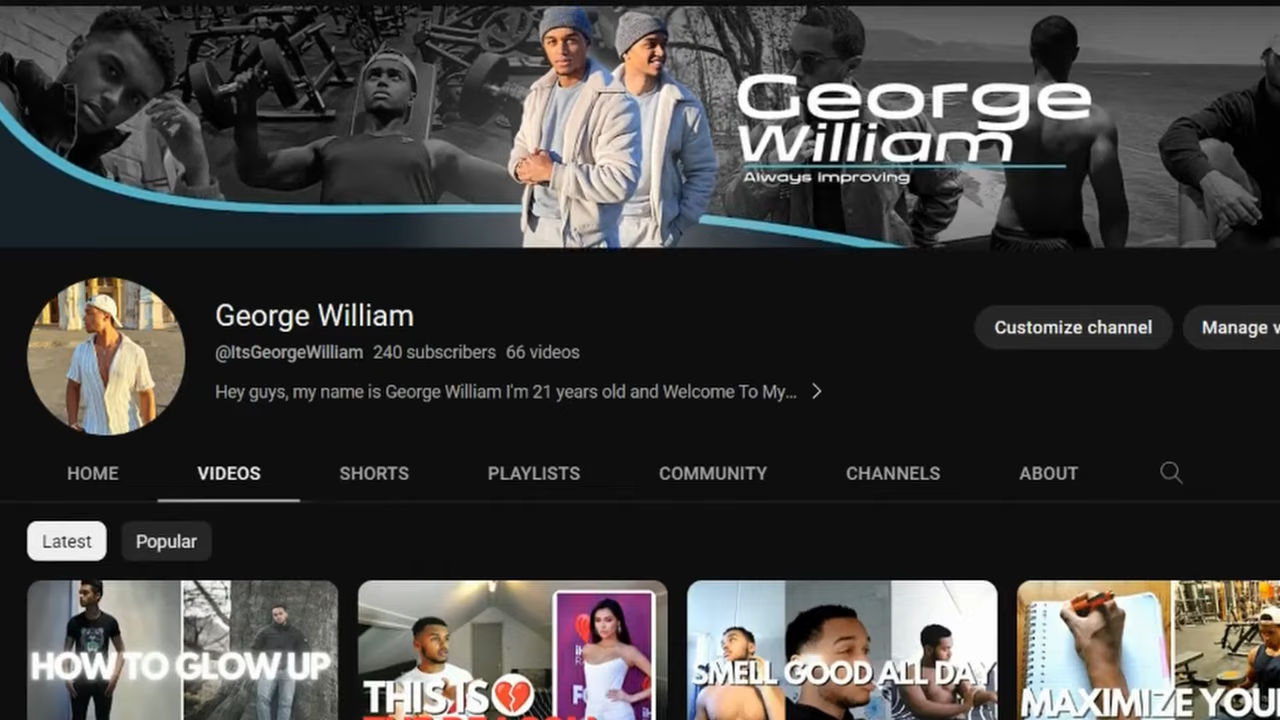 George
William
Always Improving
George William
@ItsGeorgeWilliam 240 subscribers 66 videos
Hey guys, my name is George William I'm 21 years old and Welcome To My...
Customize channel
Manage v
HOME VIDEOS SHORTS PLAYLISTS COMMUNITY CHANNELS ABOUT
Latest Popular
HOW TO GLOW UP
THIS IS
SMELL GOOD ALL DAY
MAXIMIZE YOU